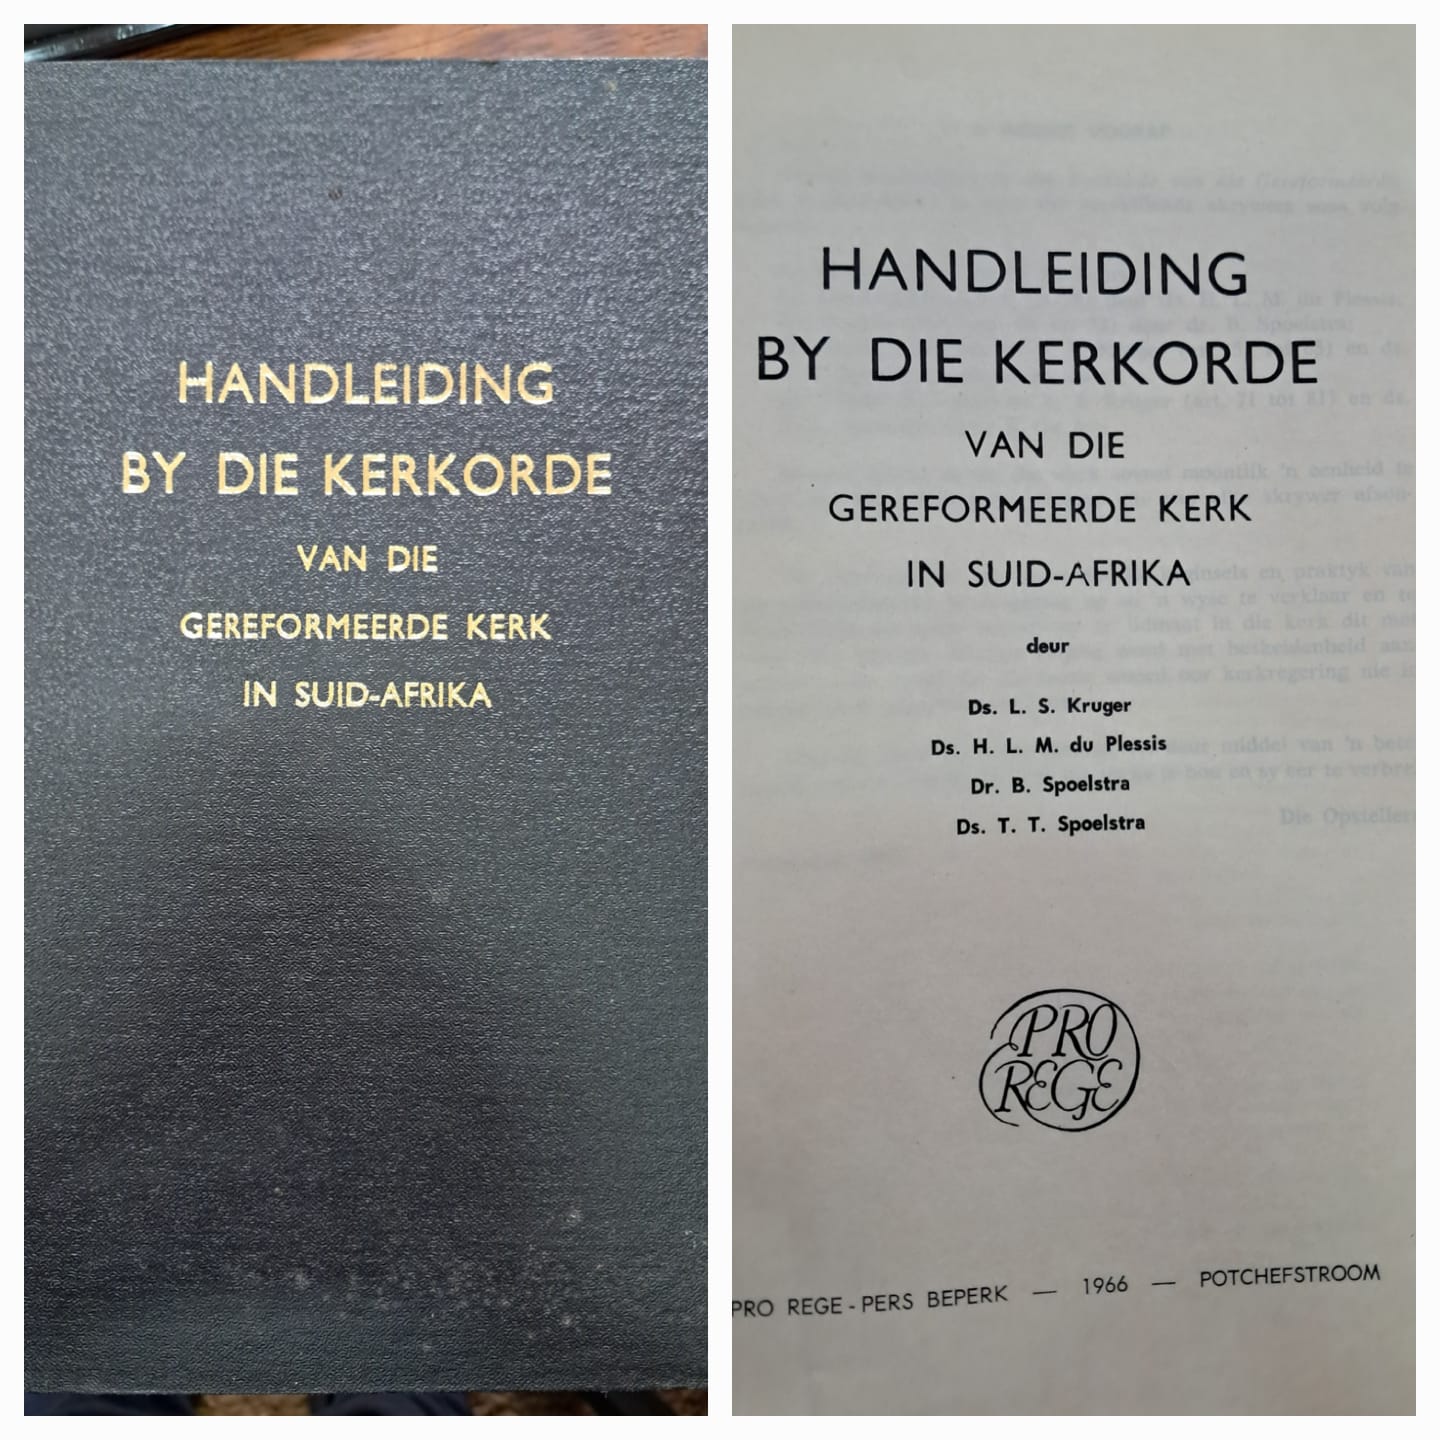 HANDLEIDING
BY DIE KERKORDE
VAN DIE
GEREFORMEERDE KERK
IN SUID-AFRIKA
HANDLEIDING
BY DIE KERKORDE
VAN DIE
GEREFORMEERDE KERK
IN SUID-AFRIKA
deur
Ds. L. S. Kruger
Ds. H. L. M. du Plessis
Dr. B. Spoelstra
Ds. T. T. Spoelstra
PRO
REGE
PRO REGE-PERS BEPERK — 1966 — POTCHEFSTROOM